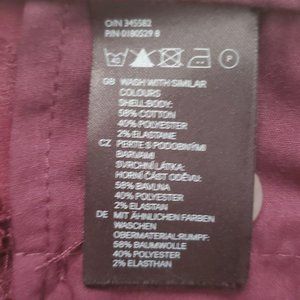 O/N 345582
P/N 0180529 8
GB WASH WITH SIMILAR
COLOURS
SHELL:BODY:
58% COTTON
40% POLYESTER
2% ELASTANE
CZ PERTE S PODOBNÝMI
BARVAMI
SVRCHNÍ LÁTKA:
HORNÍ ČÁST ODĚVU:
58% BAVLNA
40% POLYESTER
2% ELASTAN
DE MIT ÄHNLICHEN FARBEN
WASCHEN
OBERMATERIAL:RUMPF:
58% BAUMWOLLE
40% POLYESTER
2% ELASTHAN